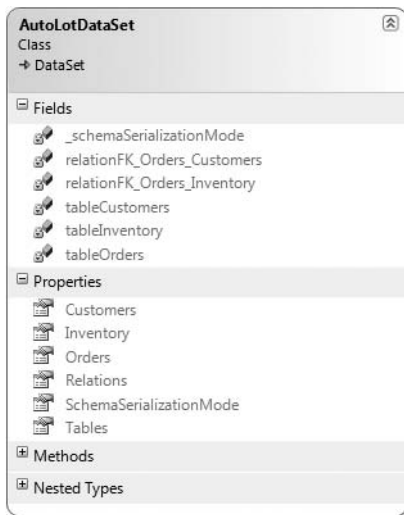 AutoLotDataSet
Class
DataSet
Fields
_schemaSerializationMode
relationFK_Orders_Customers
relationFK_Orders_Inventory
tableCustomers
tableInventory
tableOrders
Properties
Customers
Inventory
Orders
Relations
SchemaSerializationMode
Tables
Methods
Nested Types